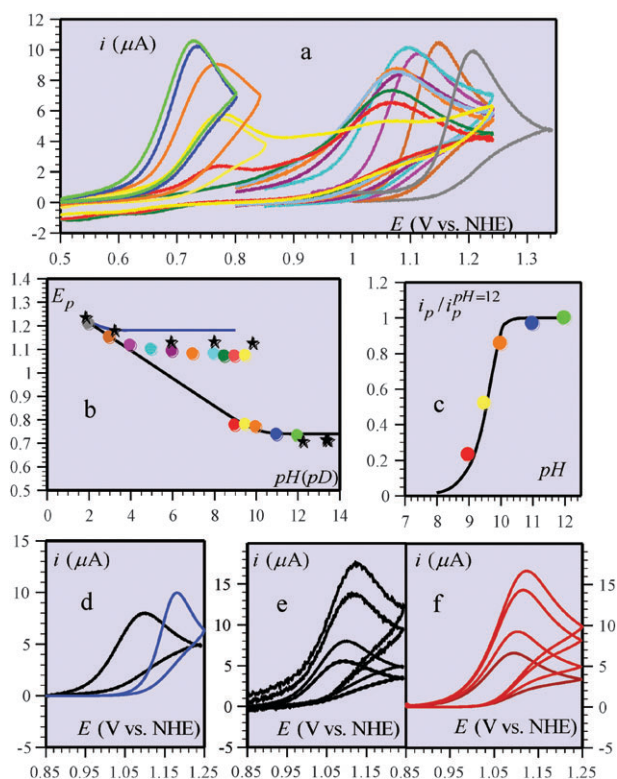 12
10
8
6
4
2
0
-2
i (μA)
a
E (V vs. NHE)
0.5 0.6 0.7 0.8 0.9 1 1.1 1.2 1.3
1.4
1.3
1.2
1.1
1
0.9
0.8
0.7
0.6
0.5
E_p
b
pH(pD)
0 2 4 6 8 10 12 14
1.2
1
0.8
0.6
0.4
0.2
0
i_p/i_p^{pH=12}
c
pH
7 8 9 10 11 12
15
10
5
0
-5
i (μA)
d
E (V vs. NHE)
0.85 0.95 1.05 1.15 1.25
15
10
5
0
-5
i (μA)
e
E (V vs. NHE)
0.85 0.95 1.05 1.15
i (μA)
f
E (V vs. NHE)
0.85 0.95 1.05 1.15 1.25
15
10
5
0
-5